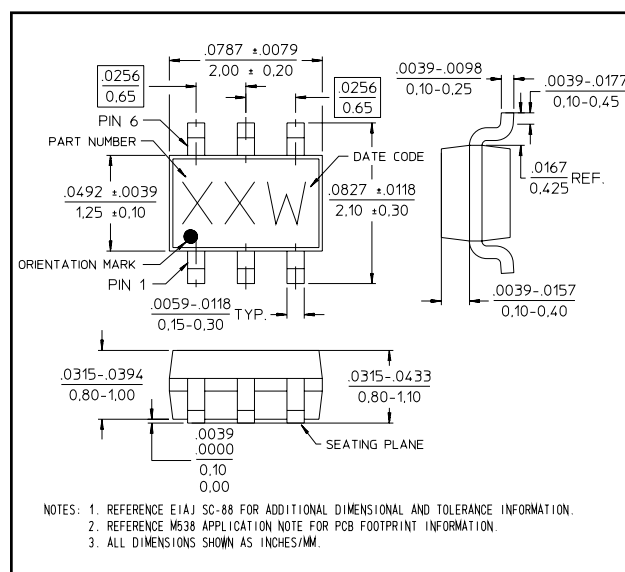 .0787 ±.0079
2,00 ± 0,20
.0256
0.65
.0256
0.65
.0039-.0098
0,10-0,25
.0039-.0177
0,10-0,45
PIN 6
PART NUMBER
DATE CODE
.0492 ±.0039
1,25 ±0,10
XXW
.0827 ±.0118
2,10 ±0,30
.0167
0,425
REF.
ORIENTATION MARK
PIN 1
.0059-.0118
0,15-0,30
TYP.
.0039-.0157
0,10-0,40
.0315-.0394
0,80-1,00
.0315-.0433
0,80-1,10
.0039
.0000
0,10
0,00
SEATING PLANE
NOTES: 1. REFERENCE EIAJ SC-88 FOR ADDITIONAL DIMENSIONAL AND TOLERANCE INFORMATION.
2. REFERENCE M538 APPLICATION NOTE FOR PCB FOOTPRINT INFORMATION.
3. ALL DIMENSIONS SHOWN AS INCHES/MM.